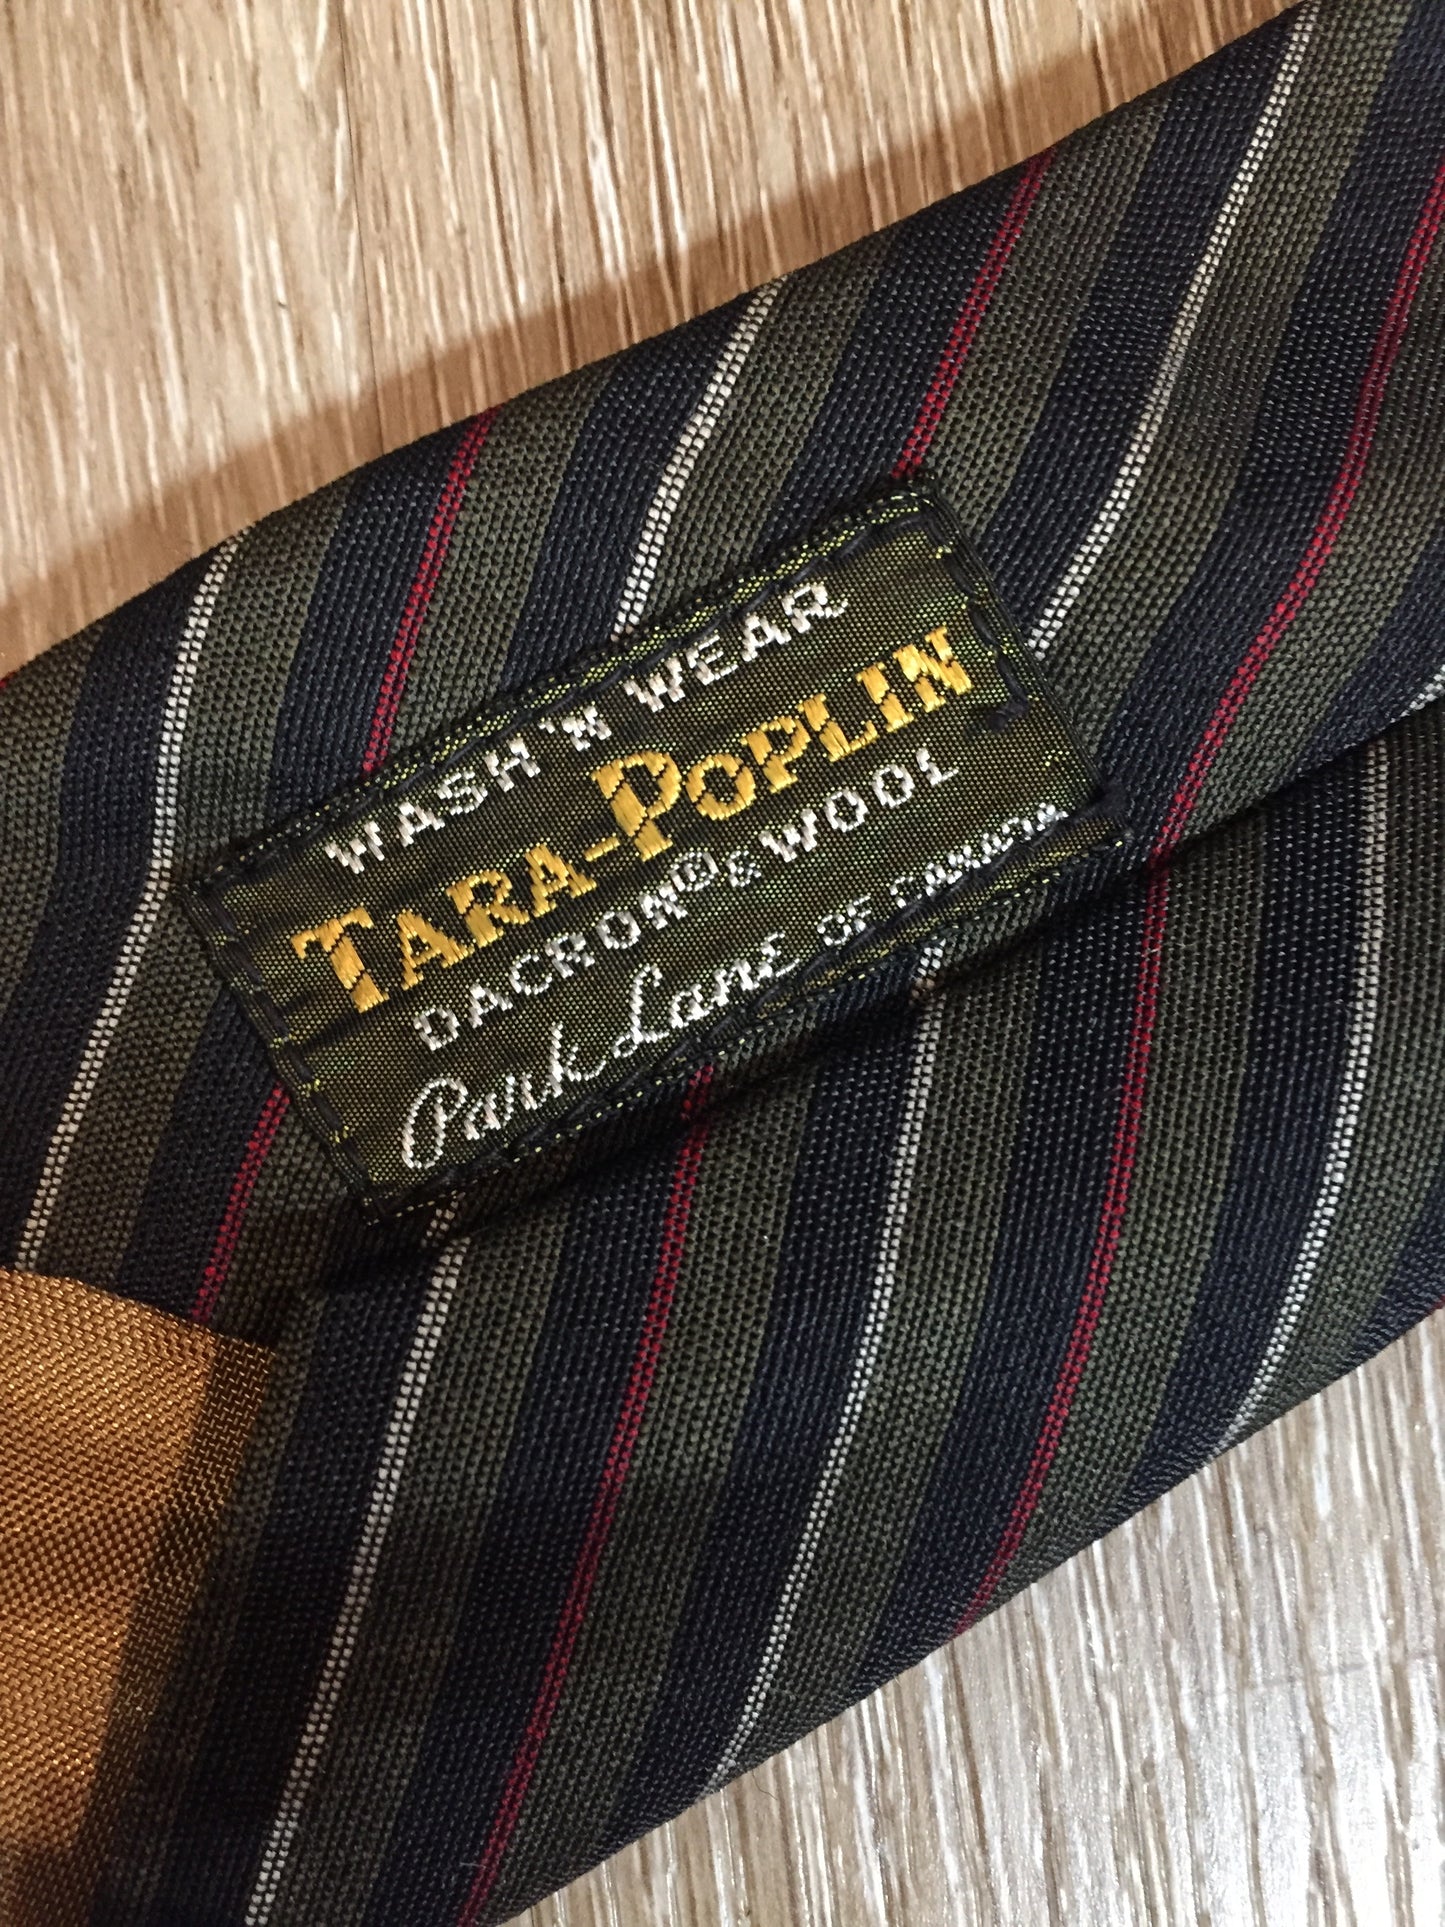 WASH 'N WEAR
TARA-POPLIN
DACRON® & WOOL
Park Lane OF CANADA